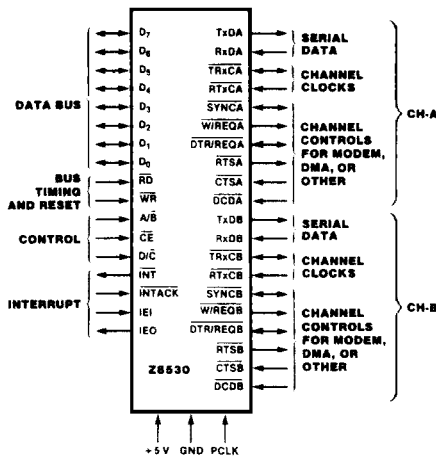 DATA BUS
BUS
TIMING
AND RESET
CONTROL
INTERRUPT
D7
D6
D5
D4
D3
D2
D1
D0
RD
WR
A/B
CE
D/C
INT
INTACK
IEI
IEO
TxDA
RxDA
TRxCA
RTxCA
SYNCA
W/REQA
DTR/REQA
RTSA
CTSA
DCDA
TxDB
RxDB
TRxCB
RTxCB
SYNCB
W/REQB
DTR/REQB
RTSB
CTSB
DCDB
Z8530
SERIAL
DATA
CHANNEL
CLOCKS
CHANNEL
CONTROLS
FOR MODEM,
DMA, OR
OTHER
CH-A
SERIAL
DATA
CHANNEL
CLOCKS
CHANNEL
CONTROLS
FOR MODEM,
DMA, OR
OTHER
CH-B
+5V GND PCLK